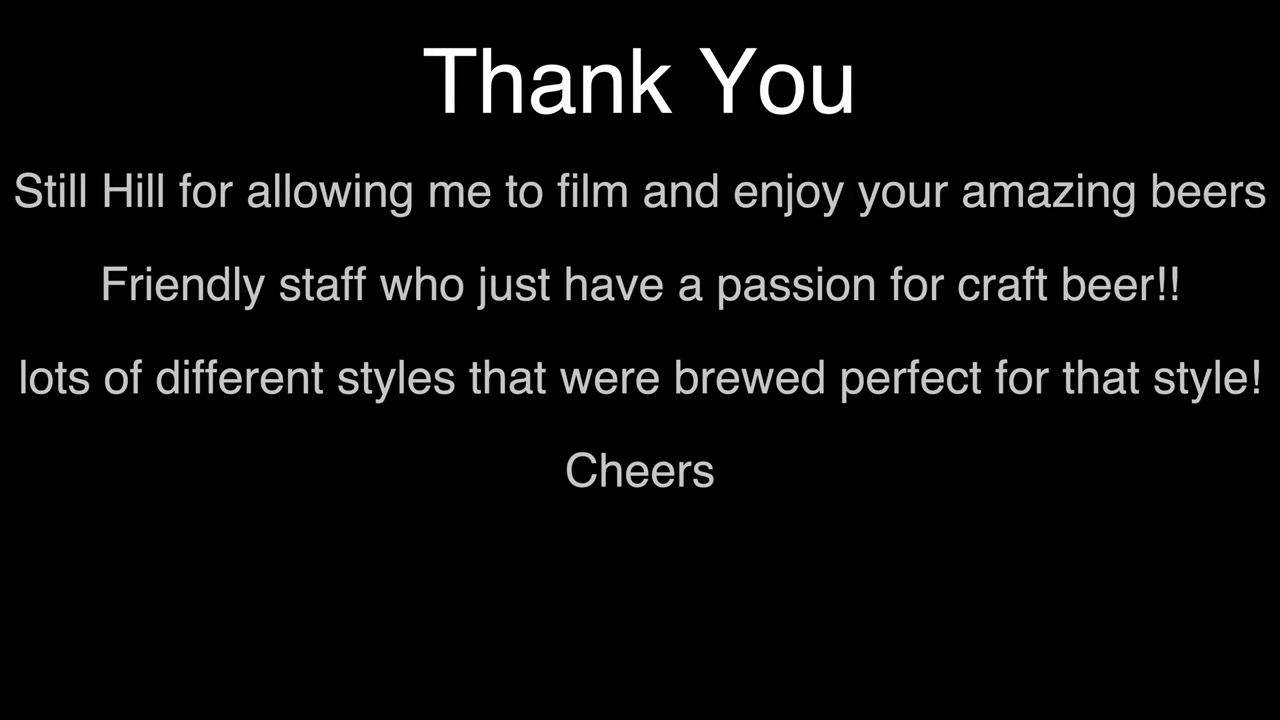 Thank You
Still Hill for allowing me to film and enjoy your amazing beers
Friendly staff who just have a passion for craft beer!!
lots of different styles that were brewed perfect for that style!
Cheers